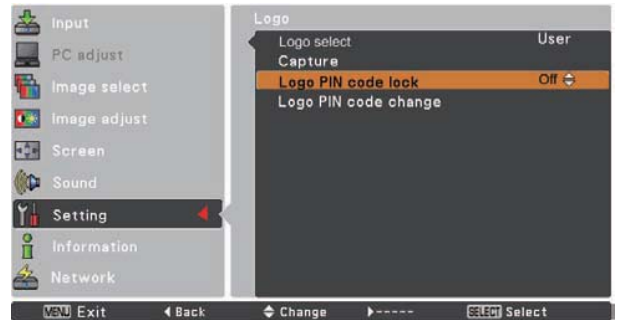 Input
PC adjust
Image select
Image adjust
Screen
Sound
Setting
Information
Network
Logo
Logo select User
Capture
Logo PIN code lock Off
Logo PIN code change
MENU Exit Back Change ----- SELECT Select